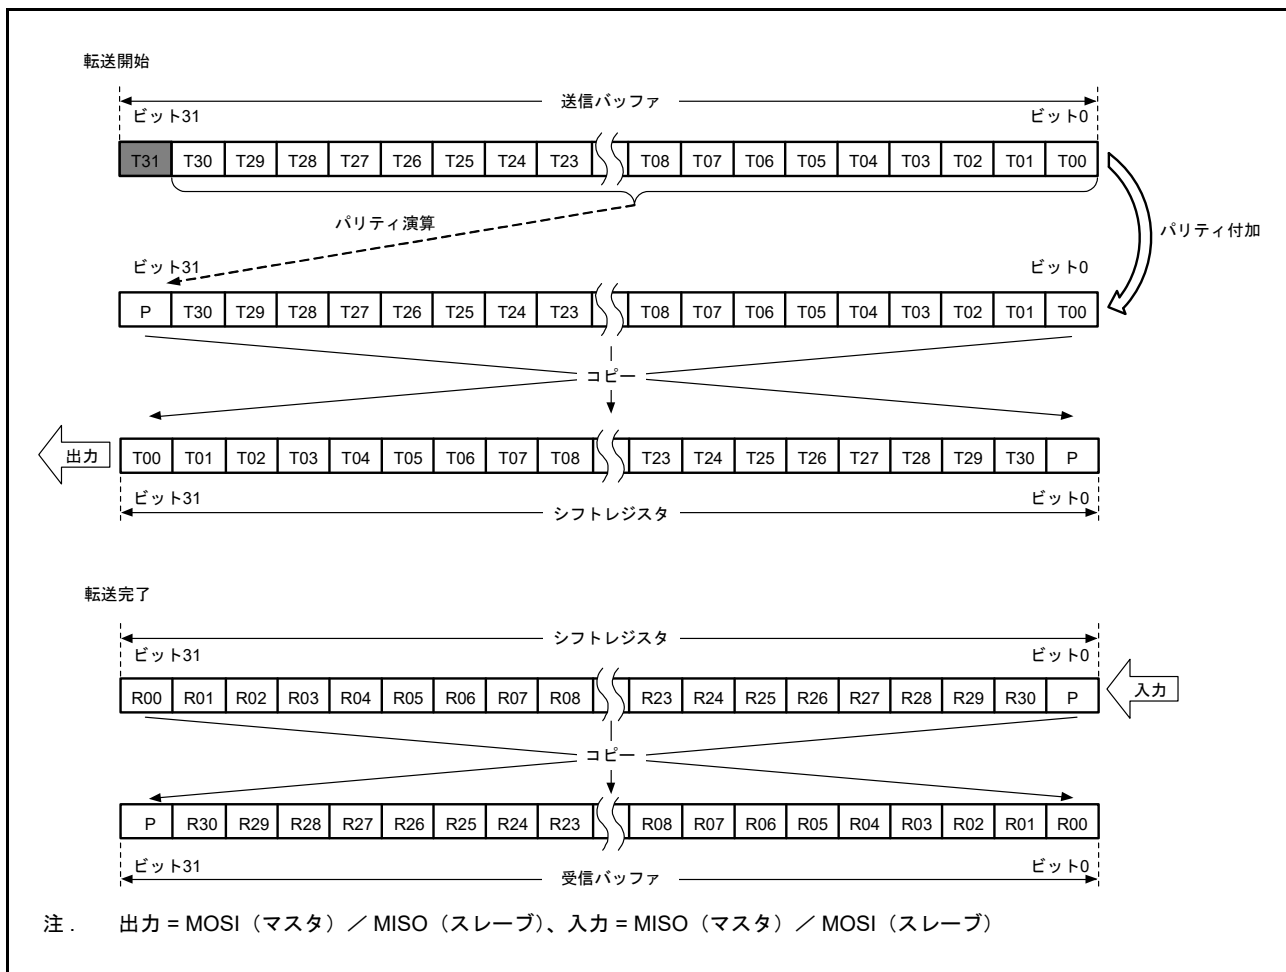 転送開始
送信バッファ
ビット31 ビット0
T31 T30 T29 T28 T27 T26 T25 T24 T23 T08 T07 T06 T05 T04 T03 T02 T01 T00
パリティ演算
パリティ付加
ビット31 ビット0
P T30 T29 T28 T27 T26 T25 T24 T23 T08 T07 T06 T05 T04 T03 T02 T01 T00
コピー
出力
T00 T01 T02 T03 T04 T05 T06 T07 T08 T23 T24 T25 T26 T27 T28 T29 T30 P
ビット31 ビット0
シフトレジスタ
転送完了
シフトレジスタ
ビット31 ビット0
R00 R01 R02 R03 R04 R05 R06 R07 R08 R23 R24 R25 R26 R27 R28 R29 R30 P
入力
コピー
P R30 R29 R28 R27 R26 R25 R24 R23 R08 R07 R06 R05 R04 R03 R02 R01 R00
ビット31 ビット0
受信バッファ
注． 出力 = MOSI（マスタ）／ MISO（スレーブ）、入力 = MISO（マスタ）／ MOSI（スレーブ）